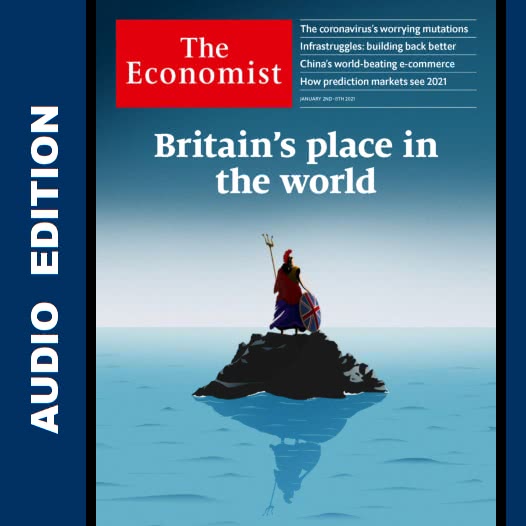 AUDIO EDITION
The
Economist
The coronavirus's worrying mutations
Infrastruggles: building back better
China's world-beating e-commerce
How prediction markets see 2021
JANUARY 2ND–8TH 2021
Britain's place in
the world